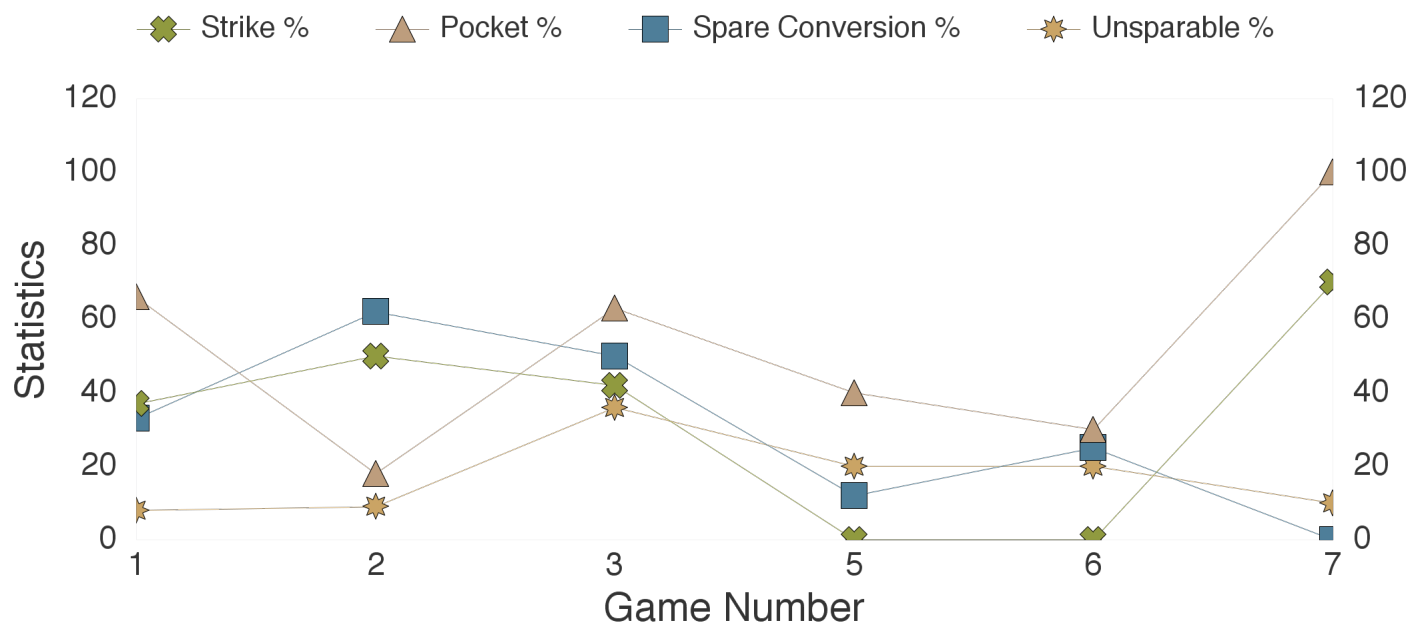 Strike % Pocket % Spare Conversion % Unsparable %
120 120
100 100
80 80
60 60
40 40
20 20
0 0
Statistics
1 2 3 5 6 7
Game Number